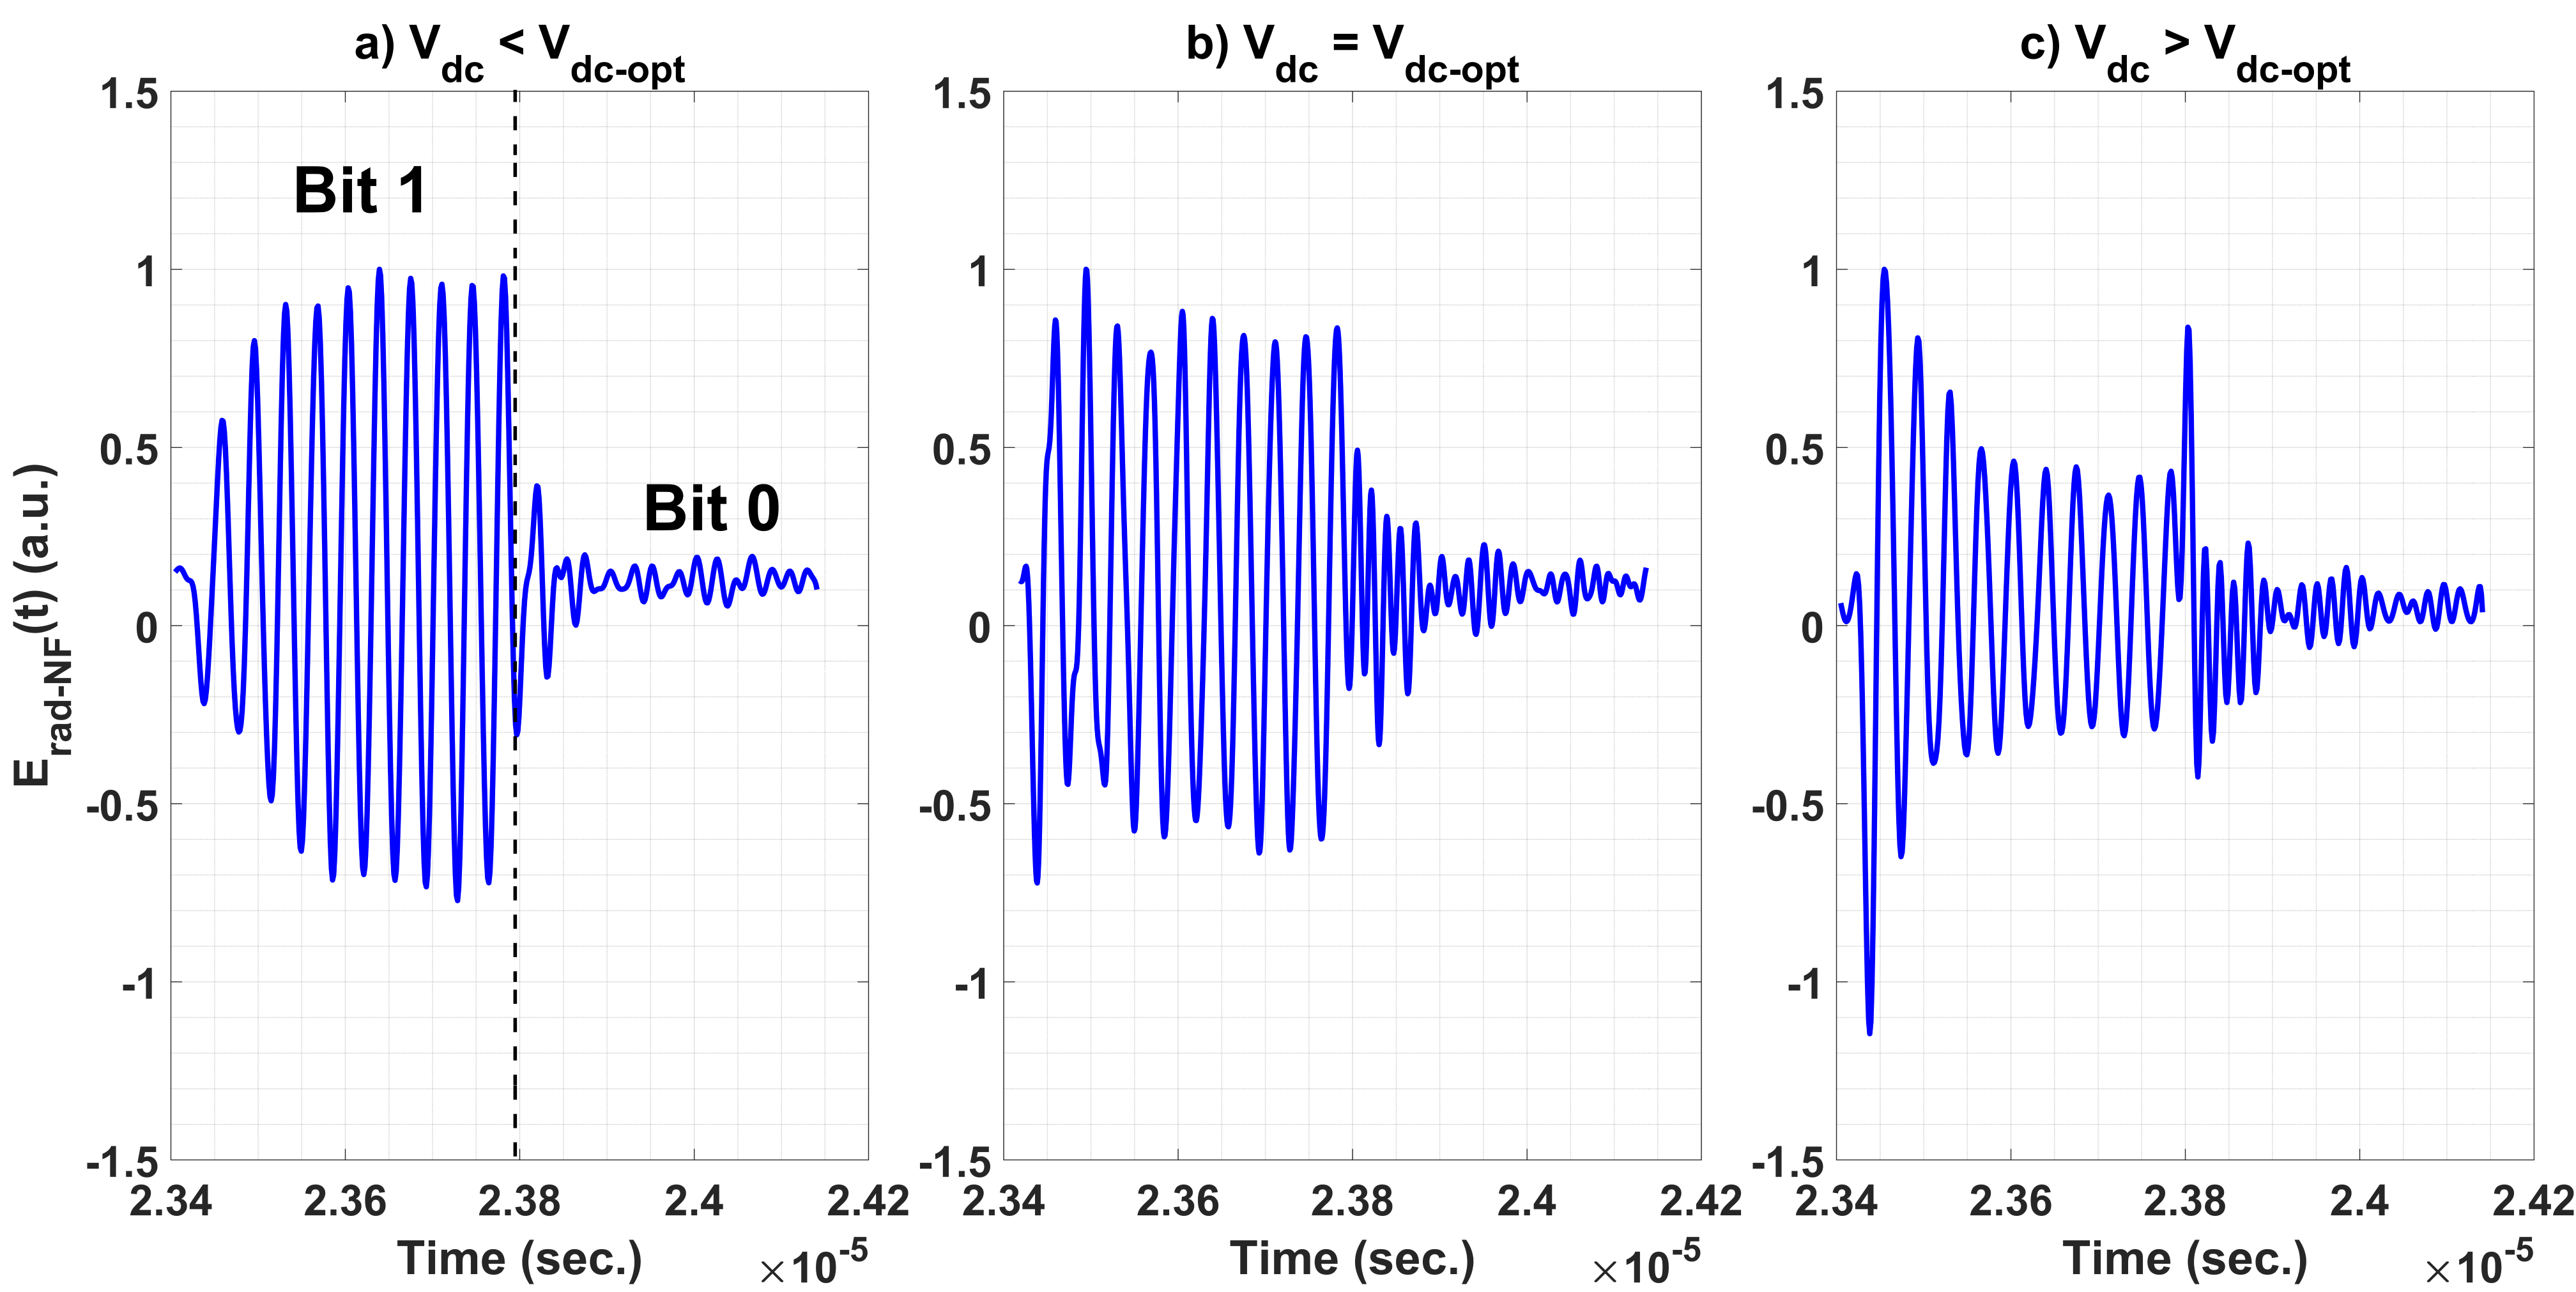 a) Vdc < Vdc-opt
b) Vdc = Vdc-opt
c) Vdc > Vdc-opt
Erad-NF(t) (a.u.)
1.5
1
0.5
0
-0.5
-1
-1.5
Bit 1
Bit 0
2.34 2.36 2.38 2.4 2.42
Time (sec.)
×10-5
1.5
1
0.5
0
-0.5
-1
-1.5
2.34 2.36 2.38 2.4 2.42
Time (sec.)
×10-5
1.5
1
0.5
0
-0.5
-1
-1.5
2.34 2.36 2.38 2.4 2.42
Time (sec.)
×10-5